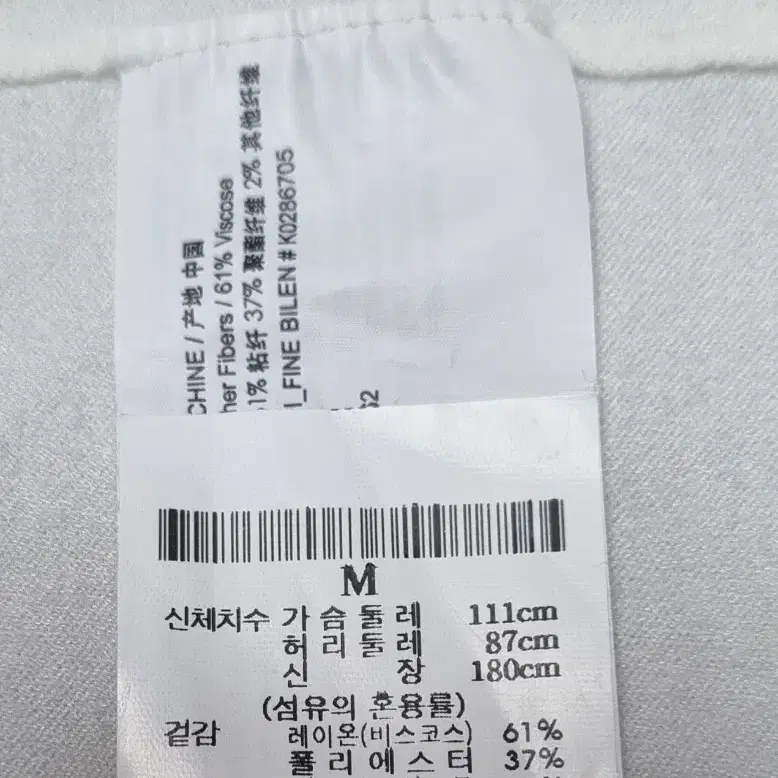 CHINE / 产地 中国
her Fibers / 61% Viscose
1% 粘纤 37% 聚酯纤维 2% 其他纤维
I_FINE BILEN # K0286705
62
M
신체치수 가슴둘레 111cm
허리둘레 87cm
신장 180cm
(섬유의 혼용률)
겉감 레이온(비스코스) 61%
폴리에스터 37%